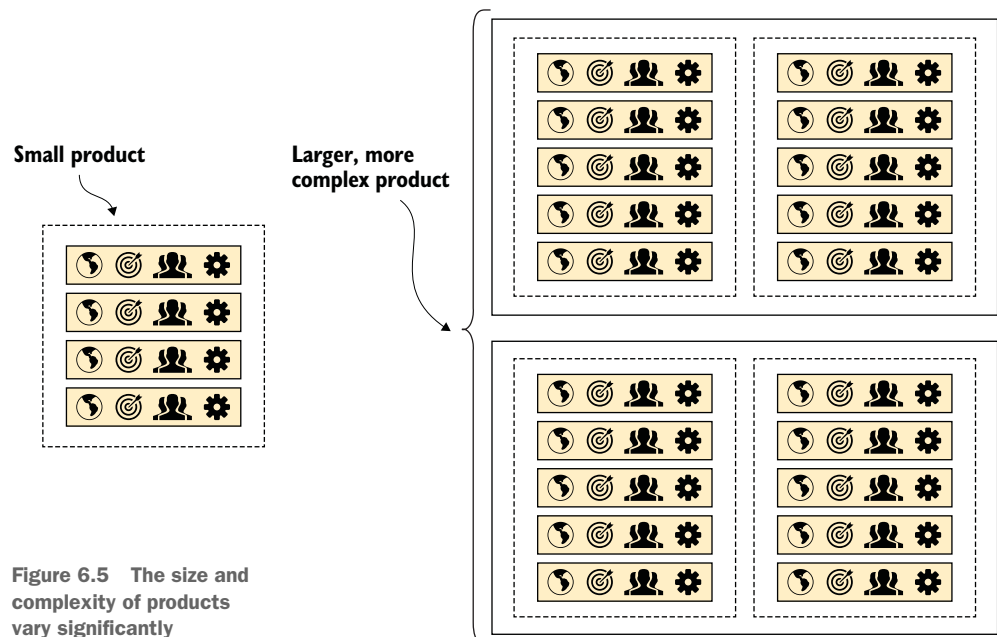 Small product
Larger, more
complex product
Figure 6.5 The size and
complexity of products
vary significantly